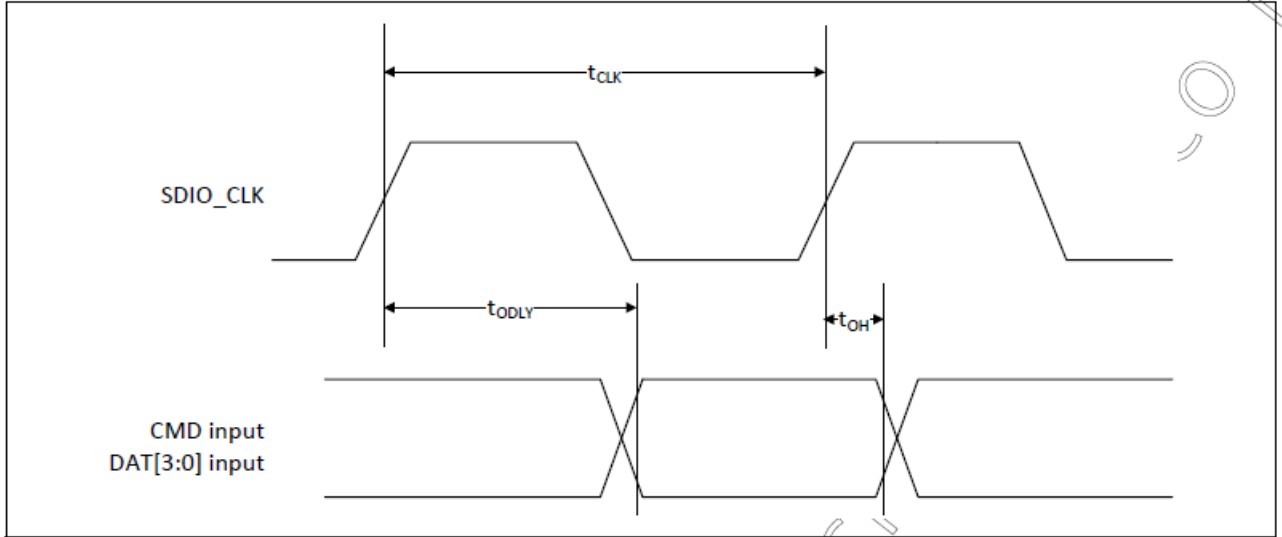 tCLK
SDIO_CLK
tODLY
tOH
CMD input
DAT[3:0] input